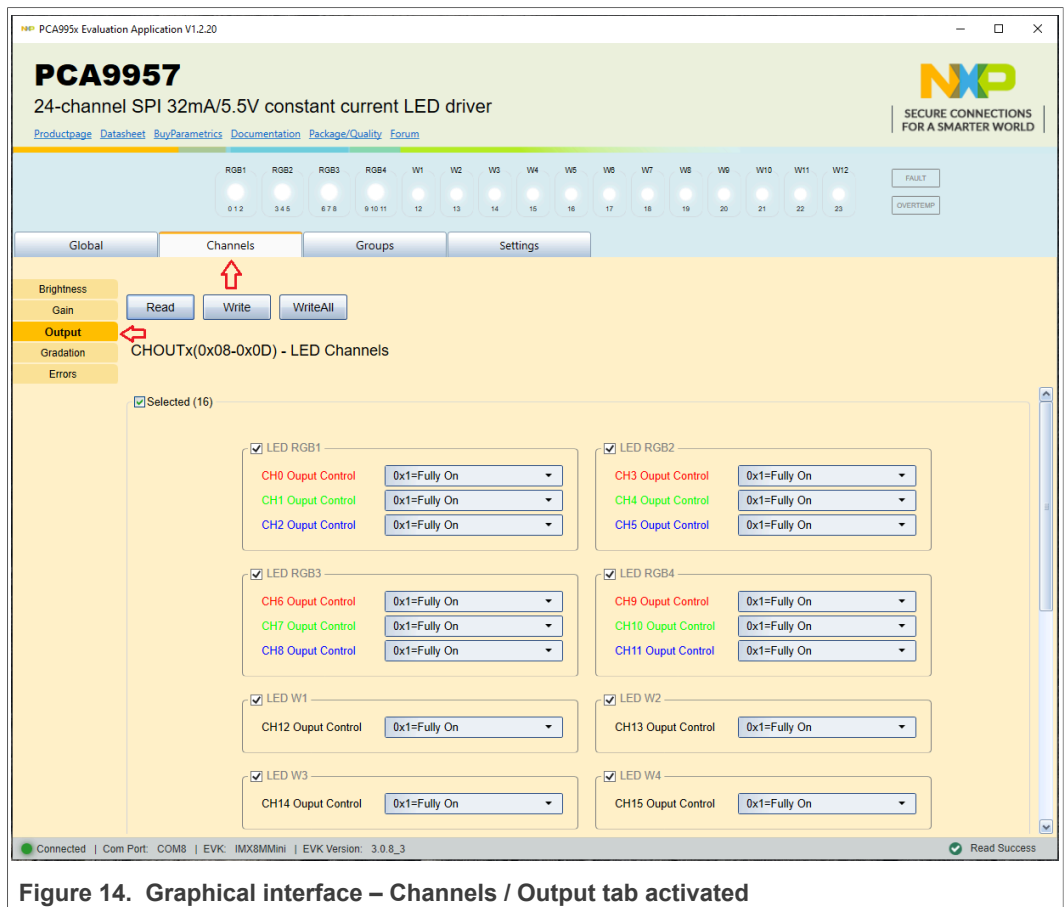 PCA995x Evaluation Application V1.2.20
PCA9957
24-channel SPI 32mA/5.5V constant current LED driver
Productpage Datasheet BuyParametrics Documentation Package/Quality Forum
NXP
SECURE CONNECTIONS
FOR A SMARTER WORLD
RGB1 RGB2 RGB3 RGB4 W1 W2 W3 W4 W5 W6 W7 W8 W9 W10 W11 W12
0 1 2 3 4 5 6 7 8 9 10 11 12 13 14 15 16 17 18 19 20 21 22 23
FAULT
OVERTEMP
Global Channels Groups Settings
Brightness
Gain
Output
Gradation
Errors
Read Write WriteAll
CHOUTx(0x08-0x0D) - LED Channels
Selected (16)
LED RGB1
CH0 Ouput Control 0x1=Fully On
CH1 Ouput Control 0x1=Fully On
CH2 Ouput Control 0x1=Fully On
LED RGB2
CH3 Ouput Control 0x1=Fully On
CH4 Ouput Control 0x1=Fully On
CH5 Ouput Control 0x1=Fully On
LED RGB3
CH6 Ouput Control 0x1=Fully On
CH7 Ouput Control 0x1=Fully On
CH8 Ouput Control 0x1=Fully On
LED RGB4
CH9 Ouput Control 0x1=Fully On
CH10 Ouput Control 0x1=Fully On
CH11 Ouput Control 0x1=Fully On
LED W1
CH12 Ouput Control 0x1=Fully On
LED W2
CH13 Ouput Control 0x1=Fully On
LED W3
CH14 Ouput Control 0x1=Fully On
LED W4
CH15 Ouput Control 0x1=Fully On
Connected | Com Port: COM8 | EVK: IMX8MMini | EVK Version: 3.0.8_3
Read Success
Figure 14. Graphical interface – Channels / Output tab activated